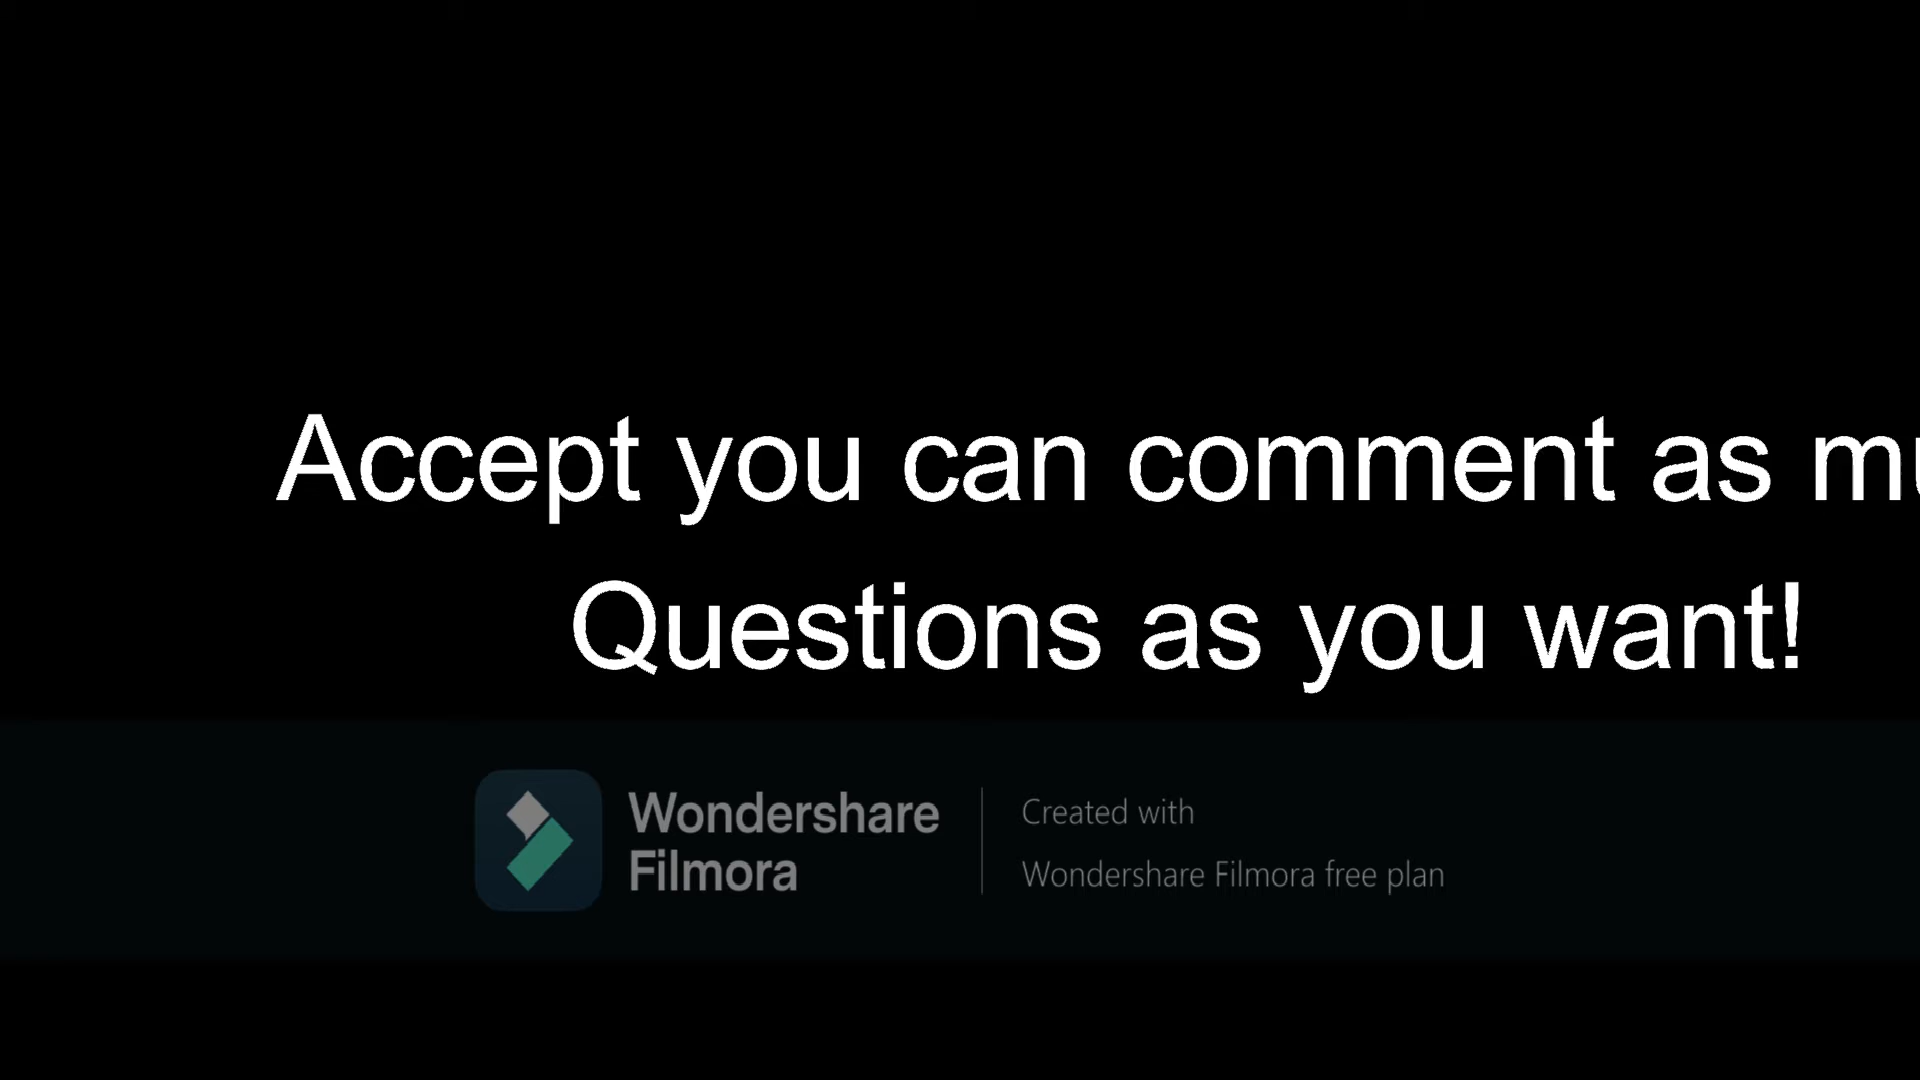 Accept you can comment as
Questions as you want!
Wondershare
Filmora
Created with
Wondershare Filmora free plan